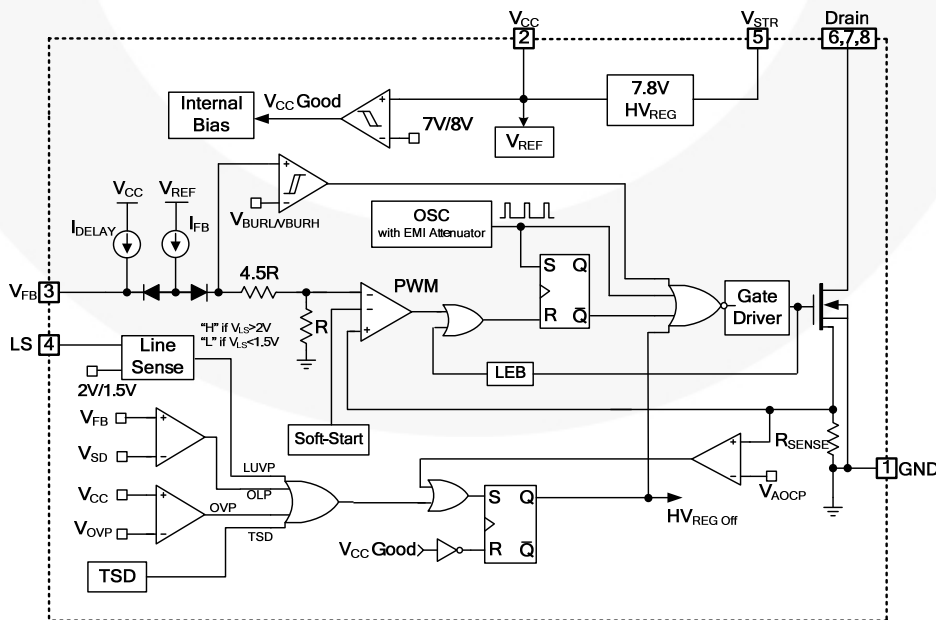 VCC
VSTR
Drain
2
5
6,7,8
Internal
Bias
VCC Good
7V/8V
VREF
7.8V
HVREG
VCC
VREF
IDELAY
IFB
VBURL/VBURH
OSC
with EMI Attenuator
VFB 3
4.5R
R
PWM
S Q
R Q̅
Gate
Driver
LS 4
Line
Sense
2V/1.5V
"H" if VLS>2V
"L" if VLS<1.5V
LEB
Soft-Start
VFB
VSD
VCC
VOVP
LUVP
OLP
OVP
TSD
TSD
S Q
R Q̅
VCC Good
HVREG Off
VAOCP
RSENSE
1 GND